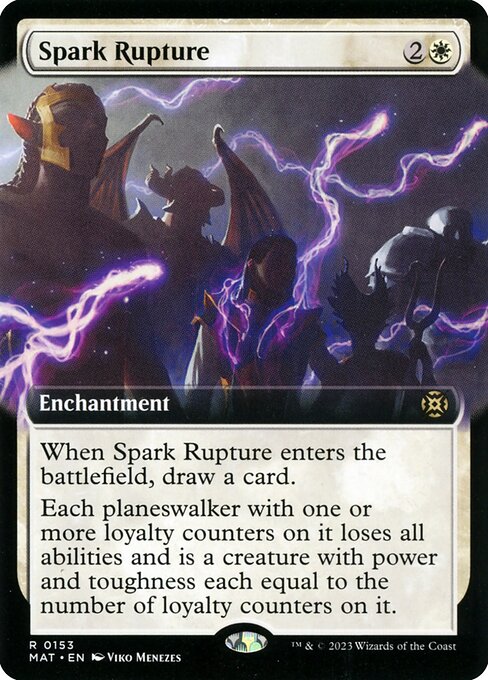 Spark Rupture 2
Enchantment
When Spark Rupture enters the
battlefield, draw a card.
Each planeswalker with one or
more loyalty counters on it loses all
abilities and is a creature with power
and toughness each equal to the
number of loyalty counters on it.
R 0153
MAT • EN Viko Menezes
™ & © 2023 Wizards of the Coast